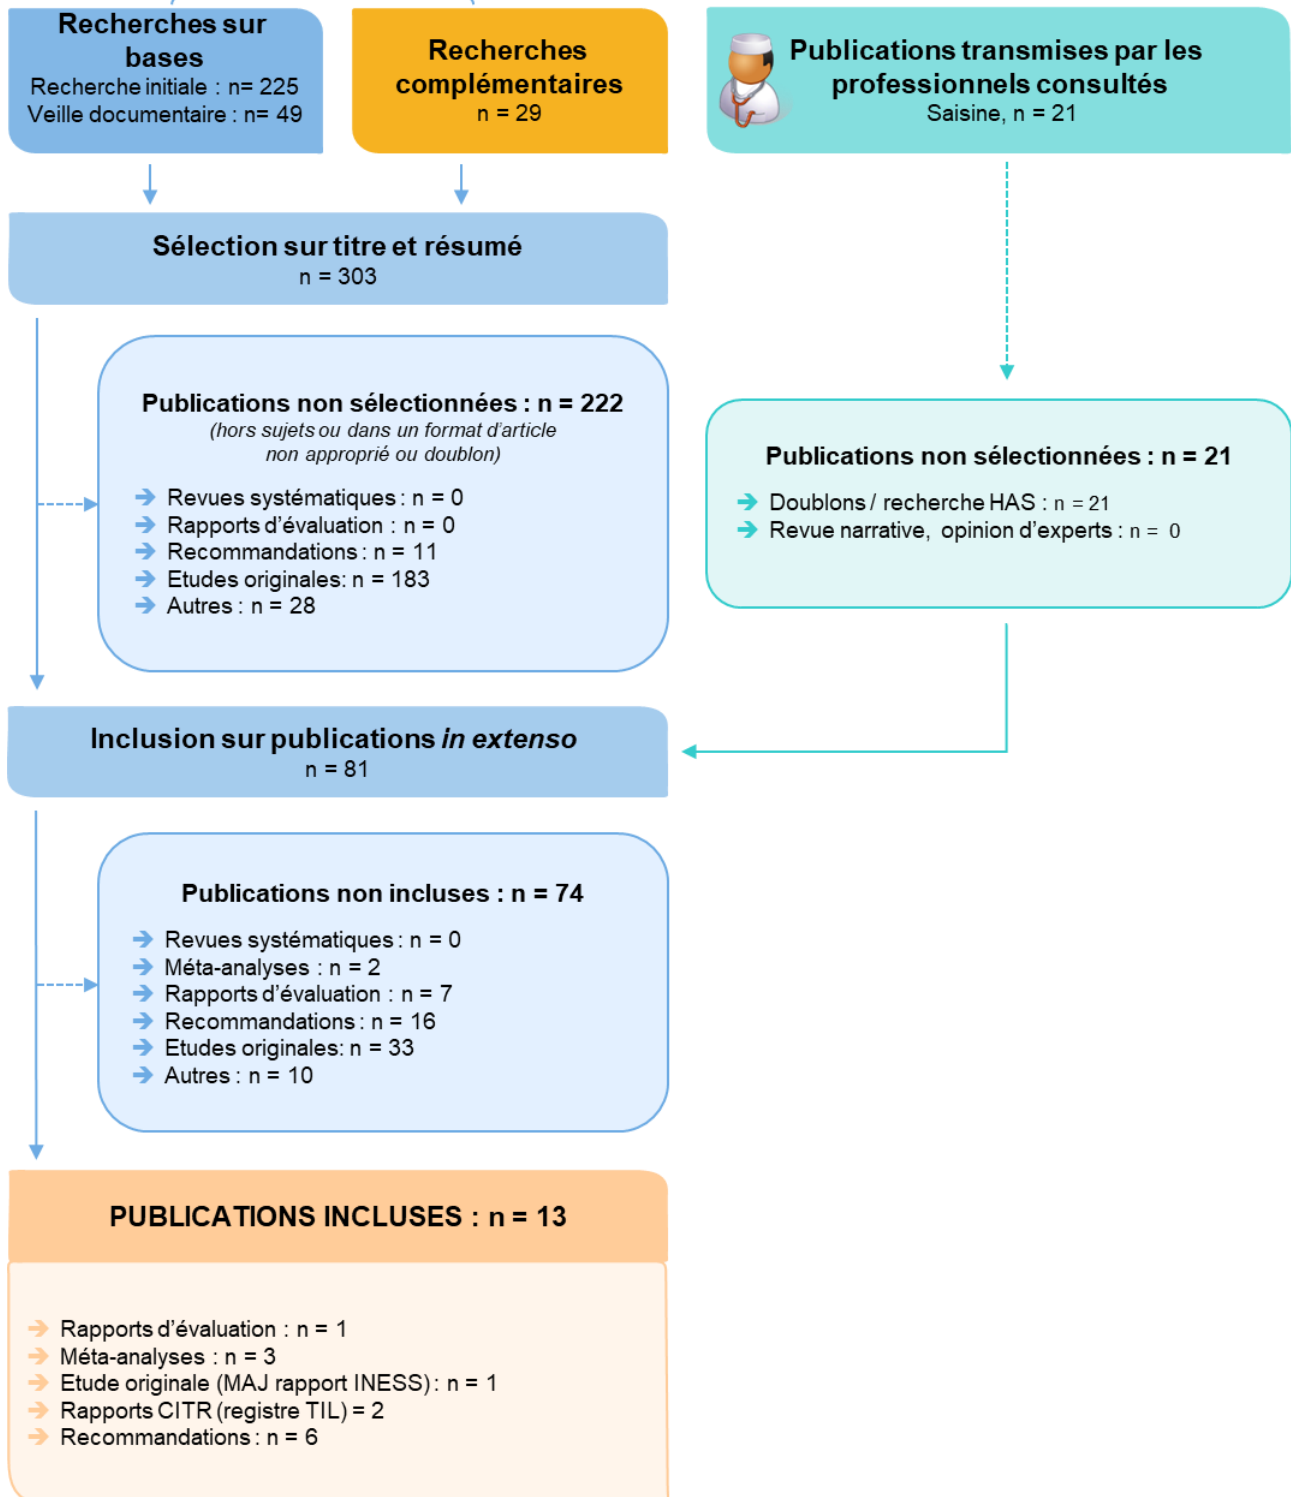 Recherches sur
bases
Recherche initiale : n= 225
Veille documentaire : n= 49
Recherches
complémentaires
n = 29
Publications transmises par les
professionnels consultés
Saisine, n = 21
Sélection sur titre et résumé
n = 303
Publications non sélectionnées : n = 222
(hors sujets ou dans un format d'article
non approprié ou doublon)
Revues systématiques : n = 0
Rapports d'évaluation : n = 0
Recommandations : n = 11
Etudes originales: n = 183
Autres : n = 28
Publications non sélectionnées : n = 21
Doublons / recherche HAS : n = 21
Revue narrative, opinion d'experts : n = 0
Inclusion sur publications in extenso
n = 81
Publications non incluses : n = 74
Revues systématiques : n = 0
Méta-analyses : n = 2
Rapports d'évaluation : n = 7
Recommandations : n = 16
Etudes originales: n = 33
Autres : n = 10
PUBLICATIONS INCLUSES : n = 13
Rapports d'évaluation : n = 1
Méta-analyses : n = 3
Etude originale (MAJ rapport INESS) : n = 1
Rapports CITR (registre TIL) = 2
Recommandations : n = 6